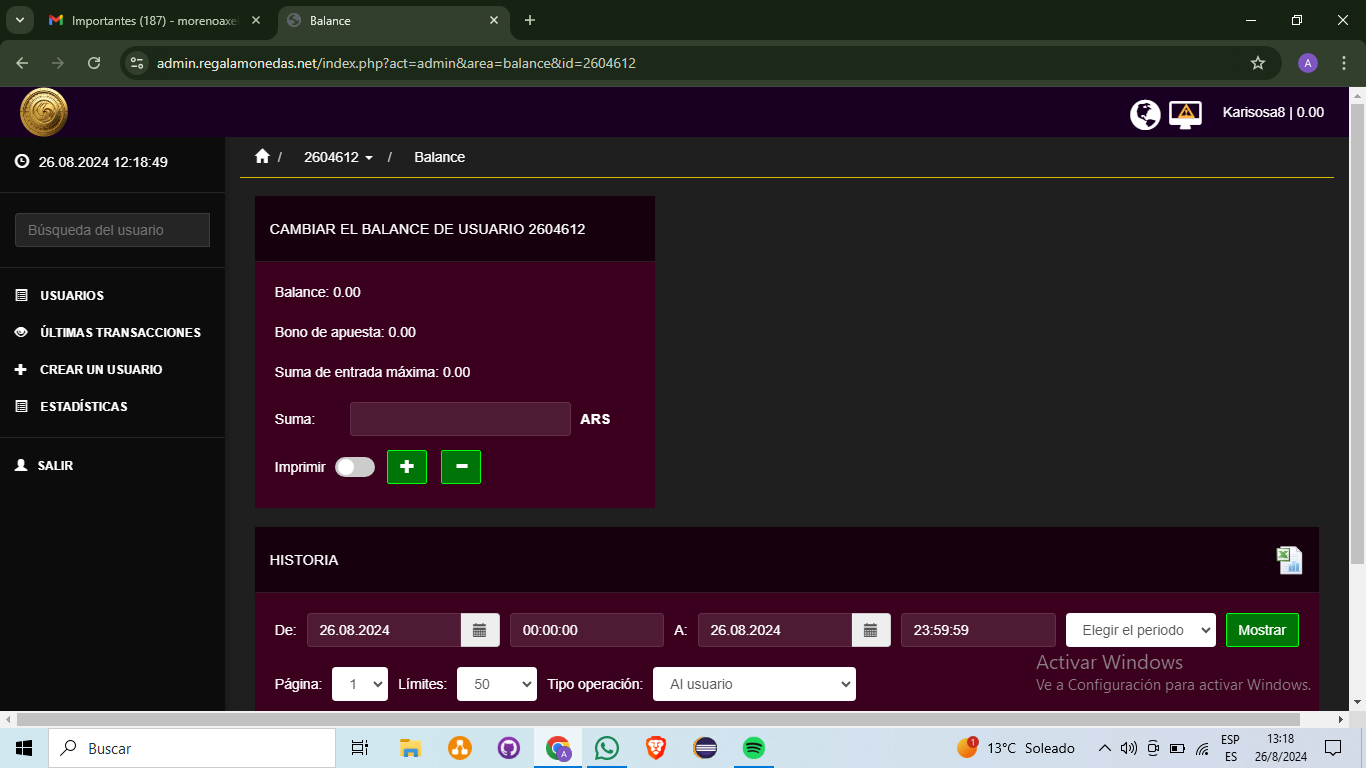 Importantes (187) - morenoaxel
Balance
admin.regalamonedas.net/index.php?act=admin&area=balance&id=2604612
A
Karisosa8 | 0.00
26.08.2024 12:18:49
Búsqueda del usuario
USUARIOS
ÚLTIMAS TRANSACCIONES
CREAR UN USUARIO
ESTADÍSTICAS
SALIR
/ 2604612 / Balance
CAMBIAR EL BALANCE DE USUARIO 2604612
Balance: 0.00
Bono de apuesta: 0.00
Suma de entrada máxima: 0.00
Suma: ARS
Imprimir
HISTORIA
De: 26.08.2024 00:00:00 A: 26.08.2024 23:59:59 Elegir el periodo Mostrar
Página: 1 Límites: 50 Tipo operación: Al usuario
Activar Windows
Ve a Configuración para activar Windows.
Buscar
A
1
13°C Soleado
ESP
ES
13:18
26/8/2024